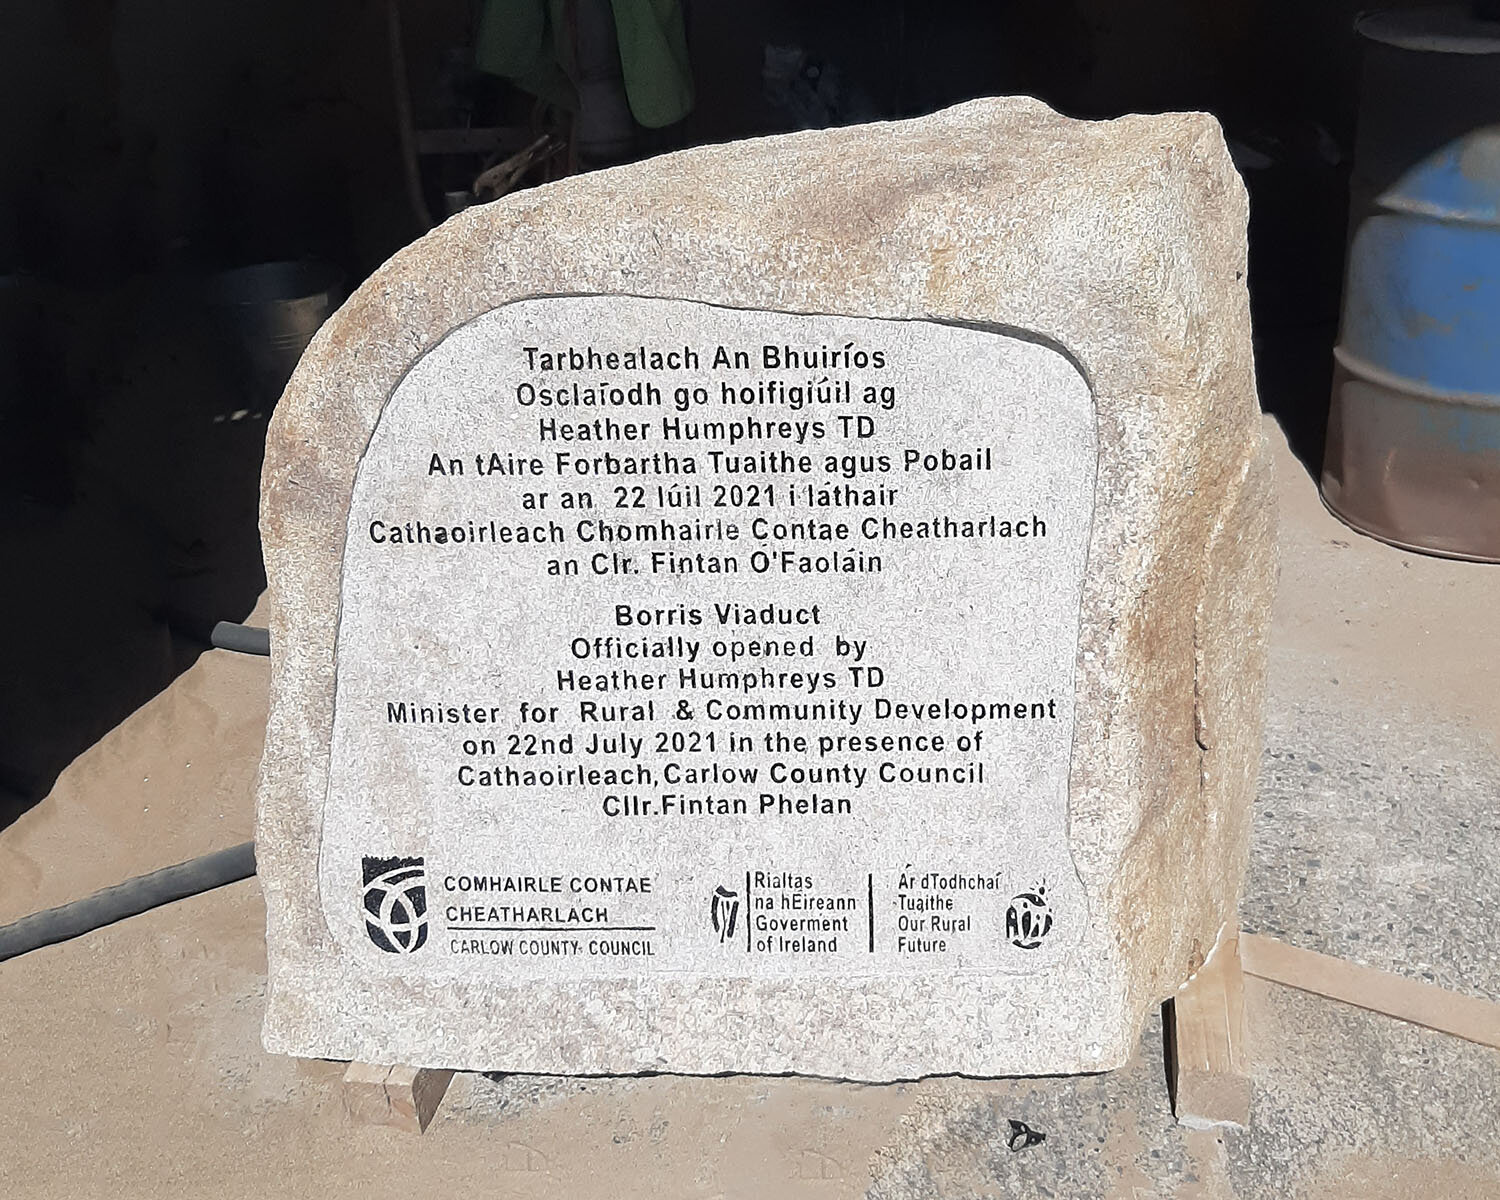 Tarbhealach An Bhuiríos
Osclaíodh go hoifigiúil ag
Heather Humphreys TD
An tAire Forbartha Tuaithe agus Pobail
ar an 22 Iúil 2021 i láthair
Cathaoirleach Chomhairle Contae Cheatharlach
an Clr. Fintan Ó'Faoláin
Borris Viaduct
Officially opened by
Heather Humphreys TD
Minister for Rural & Community Development
on 22nd July 2021 in the presence of
Cathaoirleach, Carlow County Council
Cllr. Fintan Phelan
COMHAIRLE CONTAE
CHEATHARLACH
CARLOW COUNTY COUNCIL
Rialtas
na hÉireann
Goverment
of Ireland
Ár dTodhchaí
Tuaithe
Our Rural
Future